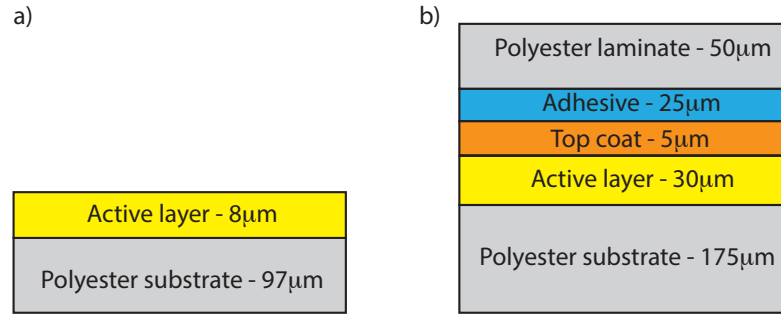 a)
Active layer - 8μm
Polyester substrate - 97μm
b)
Polyester laminate - 50μm
Adhesive - 25μm
Top coat - 5μm
Active layer - 30μm
Polyester substrate - 175μm